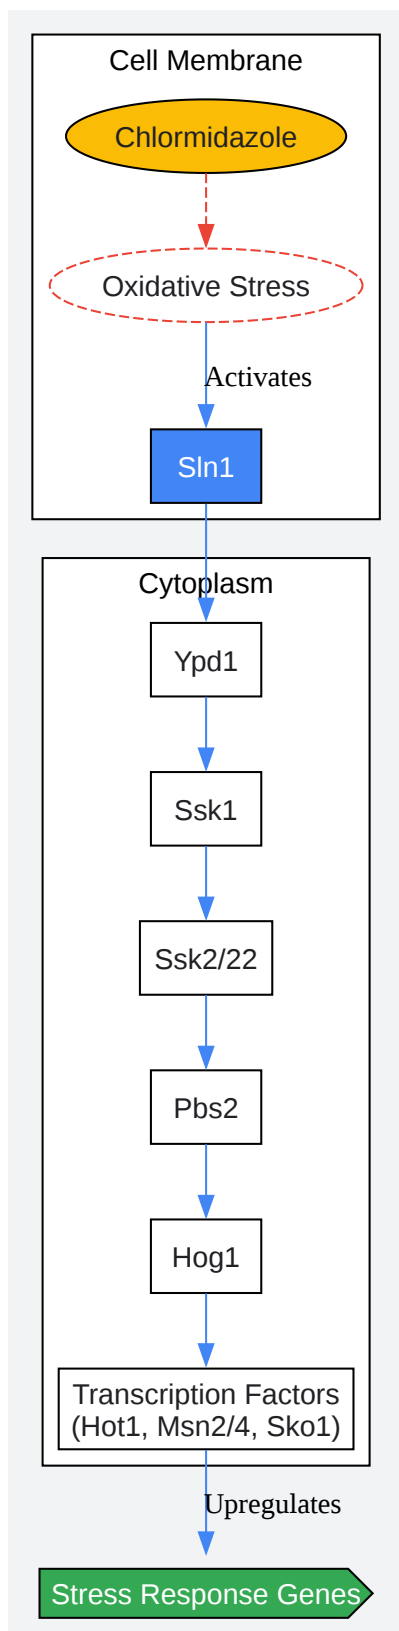 Cell Membrane
Chlormidazole
Oxidative Stress
Activates
Sln1
Cytoplasm
Ypd1
Ssk1
Ssk2/22
Pbs2
Hog1
Transcription Factors
(Hot1, Msn2/4, Sko1)
Upregulates
Stress Response Genes